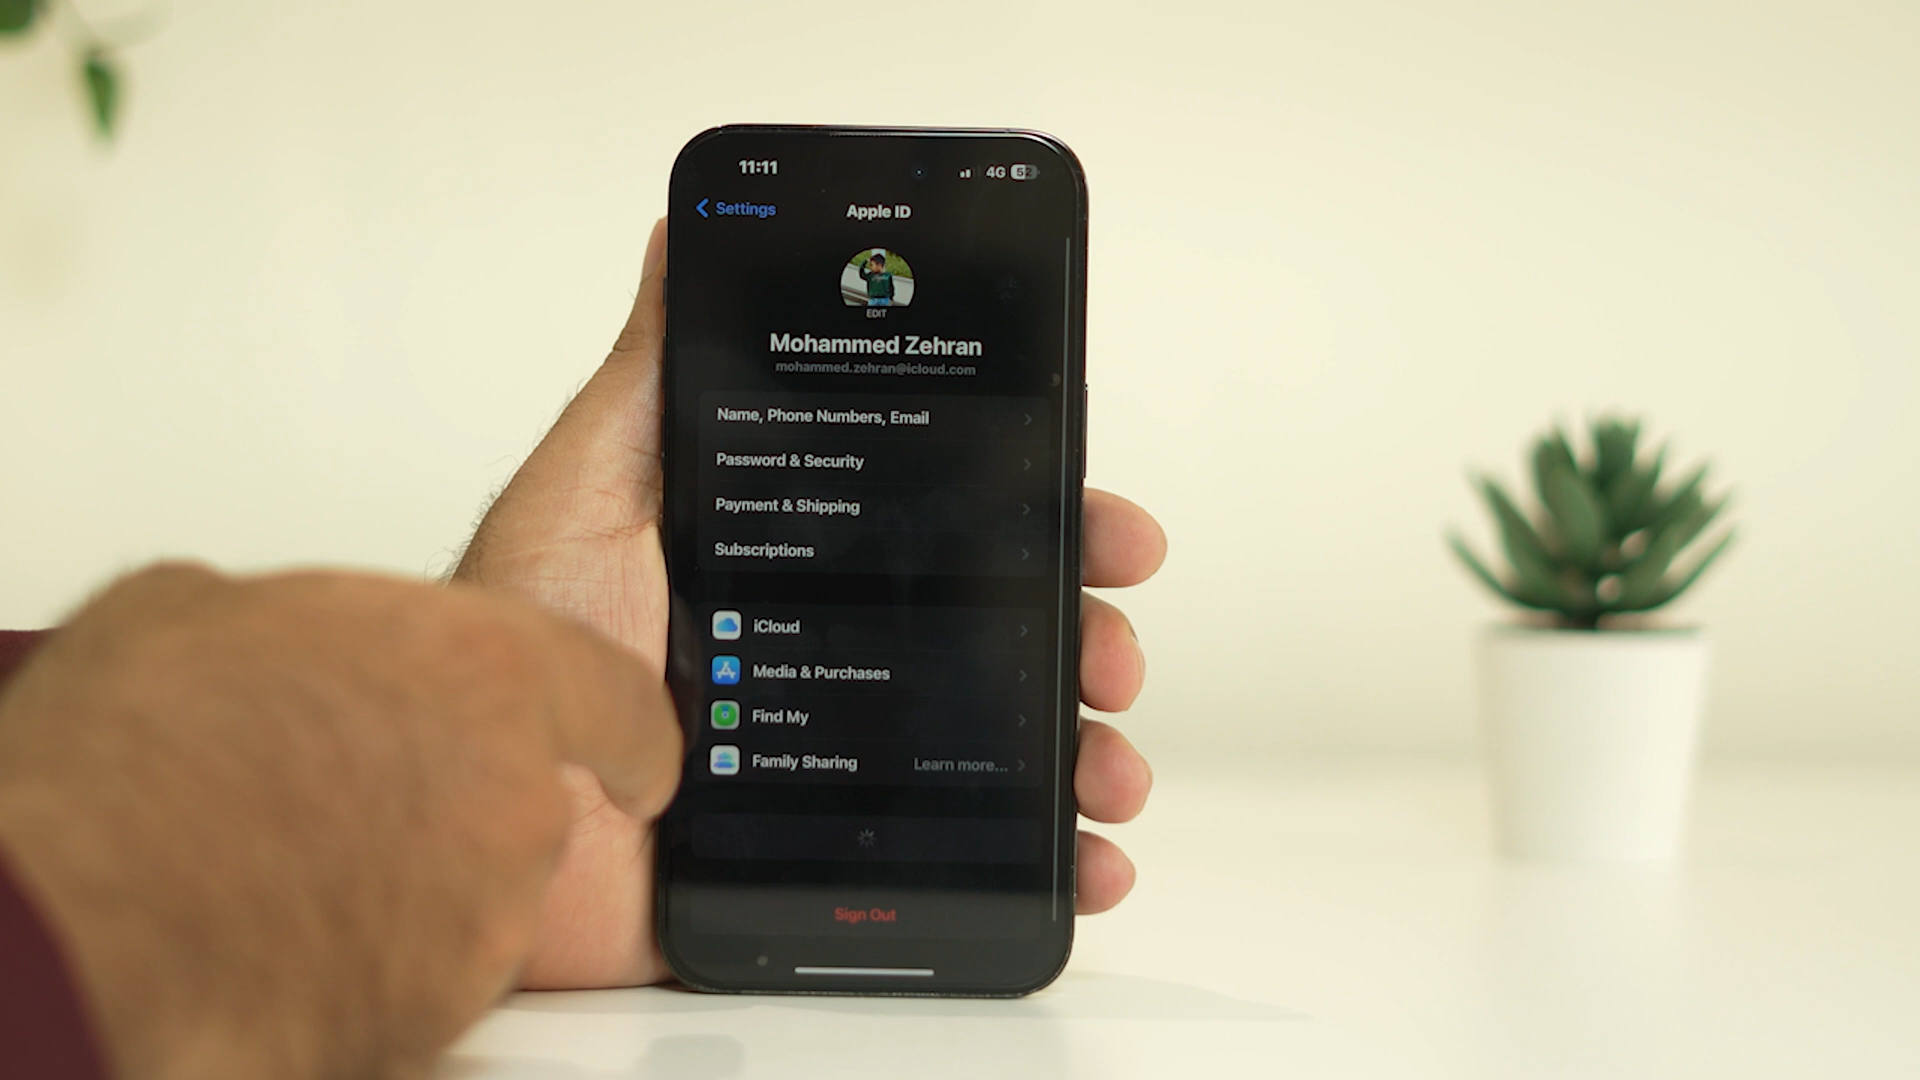 11:11
4G 52
Settings
Apple ID
EDIT
Mohammed Zehran
mohammed.zehran@icloud.com
Name, Phone Numbers, Email
Password & Security
Payment & Shipping
Subscriptions
iCloud
Media & Purchases
Find My
Family Sharing Learn more...
Sign Out